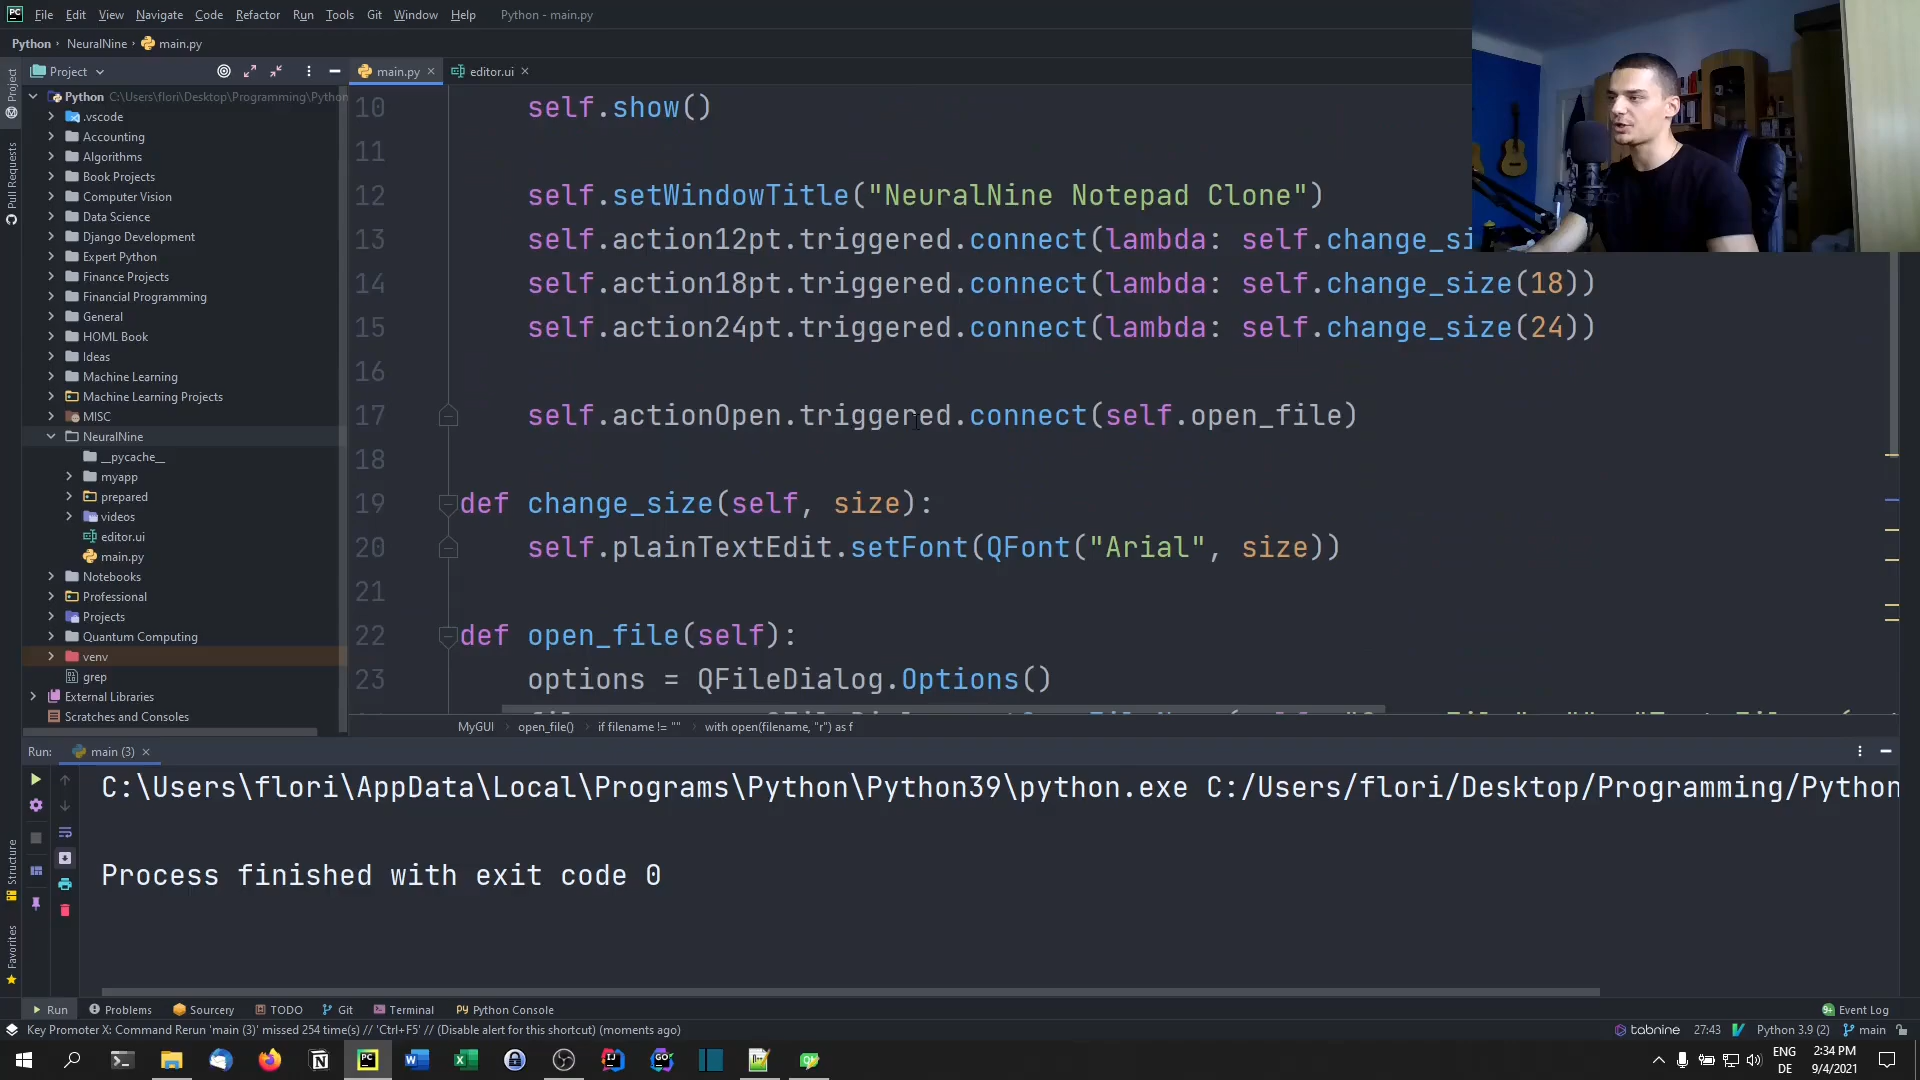 File Edit View Navigate Code Refactor Run Tools Git Window Help Python - main.py
Python › NeuralNine › main.py
Project
main.py
editor.ui
Project
Pull Requests
Python C:\Users\flori\Desktop\Programming\Python
.vscode
Accounting
Algorithms
Book Projects
Computer Vision
Data Science
Django Development
Expert Python
Finance Projects
Financial Programming
General
HOML Book
Ideas
Machine Learning
Machine Learning Projects
MISC
NeuralNine
__pycache__
myapp
prepared
videos
editor.ui
main.py
Notebooks
Professional
Projects
Quantum Computing
venv
grep
External Libraries
Scratches and Consoles
10 self.show()
11
12 self.setWindowTitle("NeuralNine Notepad Clone")
13 self.action12pt.triggered.connect(lambda: self.change_si
14 self.action18pt.triggered.connect(lambda: self.change_size(18))
15 self.action24pt.triggered.connect(lambda: self.change_size(24))
16
17 self.actionOpen.triggered.connect(self.open_file)
18
19 def change_size(self, size):
20 self.plainTextEdit.setFont(QFont("Arial", size))
21
22 def open_file(self):
23 options = QFileDialog.Options()
MyGUI › open_file() › if filename != "" › with open(filename, "r") as f
Run: main (3)
C:\Users\flori\AppData\Local\Programs\Python\Python39\python.exe C:/Users/flori/Desktop/Programming/Python
Process finished with exit code 0
Structure
Favorites
Run Problems Sourcery TODO Git Terminal Python Console Event Log
Key Promoter X: Command Rerun 'main (3)' missed 254 time(s) // 'Ctrl+F5' // (Disable alert for this shortcut) (moments ago) tabnine 27:43 Python 3.9 (2) main
ENG 2:34 PM
DE 9/4/2021